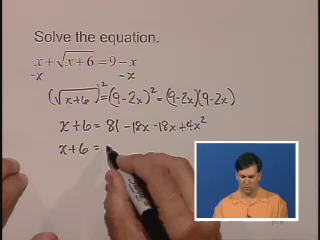 Solve the equation.
x + √(x + 6) = 9 − x
-x -x
(√(x+6))² = (9-2x)² = (9-2x)(9-2x)
x+6 = 81 - 18x - 18x + 4x²
x+6 =